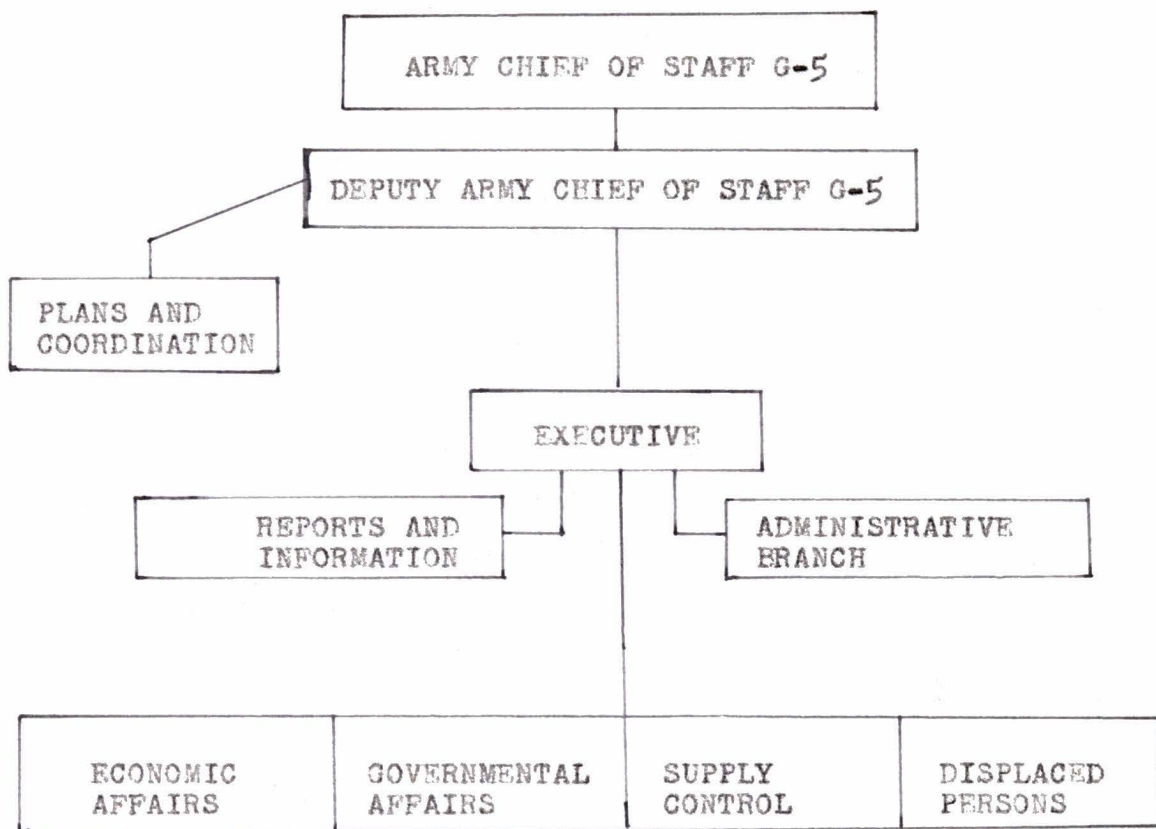 ARMY CHIEF OF STAFF G-5
DEPUTY ARMY CHIEF OF STAFF G-5
PLANS AND
COORDINATION
EXECUTIVE
REPORTS AND
INFORMATION
ADMINISTRATIVE
BRANCH
ECONOMIC
AFFAIRS
GOVERNMENTAL
AFFAIRS
SUPPLY
CONTROL
DISPLACED
PERSONS